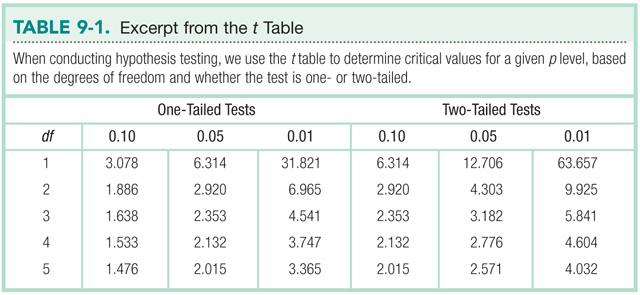 TABLE 9-1. Excerpt from the t Table
When conducting hypothesis testing, we use the t table to determine critical values for a given p level, based
on the degrees of freedom and whether the test is one- or two-tailed.
One-Tailed Tests Two-Tailed Tests
df 0.10 0.05 0.01 0.10 0.05 0.01
1 3.078 6.314 31.821 6.314 12.706 63.657
2 1.886 2.920 6.965 2.920 4.303 9.925
3 1.638 2.353 4.541 2.353 3.182 5.841
4 1.533 2.132 3.747 2.132 2.776 4.604
5 1.476 2.015 3.365 2.015 2.571 4.032